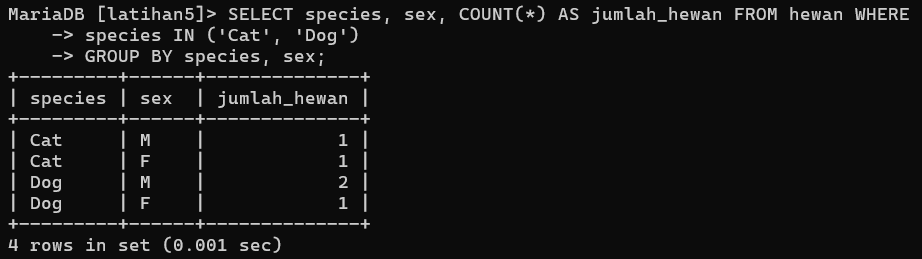 MariaDB [latihan5]> SELECT species, sex, COUNT(*) AS jumlah_hewan FROM hewan WHERE
    -> species IN ('Cat', 'Dog')
    -> GROUP BY species, sex;
+---------+------+--------------+
| species | sex  | jumlah_hewan |
+---------+------+--------------+
| Cat     | M    |            1 |
| Cat     | F    |            1 |
| Dog     | M    |            2 |
| Dog     | F    |            1 |
+---------+------+--------------+
4 rows in set (0.001 sec)